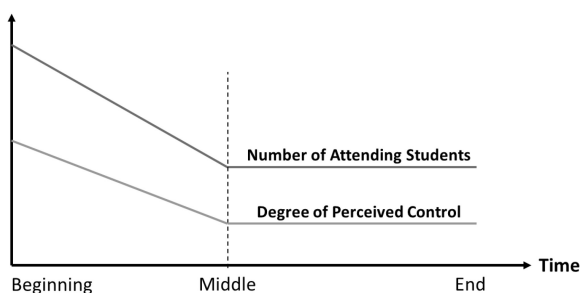 Number of Attending Students
Degree of Perceived Control
Time
Beginning
Middle
End